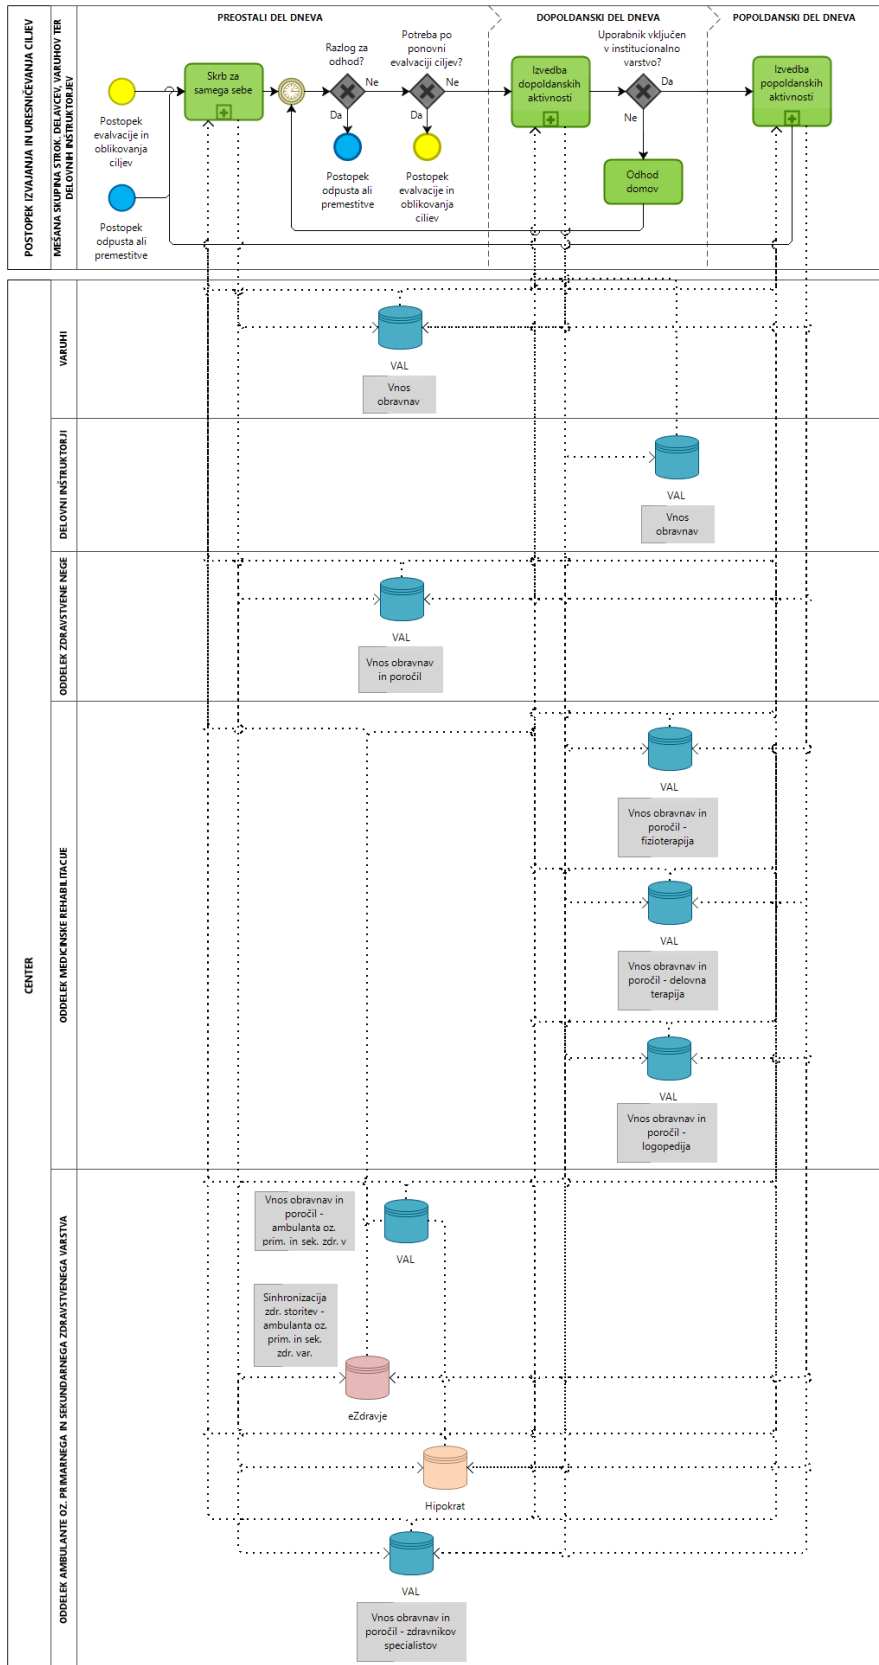 PREOSTALI DEL DNEVA
DOPOLDANSKI DEL DNEVA
POPOLDANSKI DEL DNEVA
POSTOPEK IZVAJANJA IN URESNIČEVANJA CILJEV
MEŠANA SKUPINA STROK. DELAVCEV, VARUHOV TER
DELOVNIH INŠTRUKTORJEV
Postopek
evalvacije in
oblikovanja
ciljev
Postopek
odpusta ali
premestitve
Skrb za
samega sebe
Razlog za
odhod?
Ne
Da
Postopek
odpusta ali
premestitve
Potreba po
ponovni
evaluaciji ciljev?
Ne
Da
Postopek
evalvacije in
oblikovanja
ciljev
Izvedba
dopoldanskih
aktivnosti
Uporabnik vključen
v institucionalno
varstvo?
Da
Ne
Odhod
domov
Izvedba
popoldanskih
aktivnosti
CENTER
VARUHI
VAL
Vnos
obravnav
DELOVNI INŠTRUKTORJI
VAL
Vnos
obravnav
ODDELEK ZDRAVSTVENE NEGE
VAL
Vnos obravnav
in poročil
ODDELEK MEDICINSKE REHABILITACIJE
VAL
Vnos obravnav in
poročil -
fizioterapija
VAL
Vnos obravnav in
poročil - delovna
terapija
VAL
Vnos obravnav in
poročil -
logopedija
ODDELEK AMBULANTE OZ. PRIMARNEGA IN SEKUNDARNEGA ZDRAVSTVENEGA VARSTVA
Vnos obravnav in
poročil -
ambulanta oz.
prim. in sek. zdr. v
VAL
Sinhronizacija
zdr. storitev -
ambulanta oz.
prim. in sek.
zdr. var.
eZdravje
Hipokrat
VAL
Vnos obravnav in
poročil - zdravnikov
specialistov